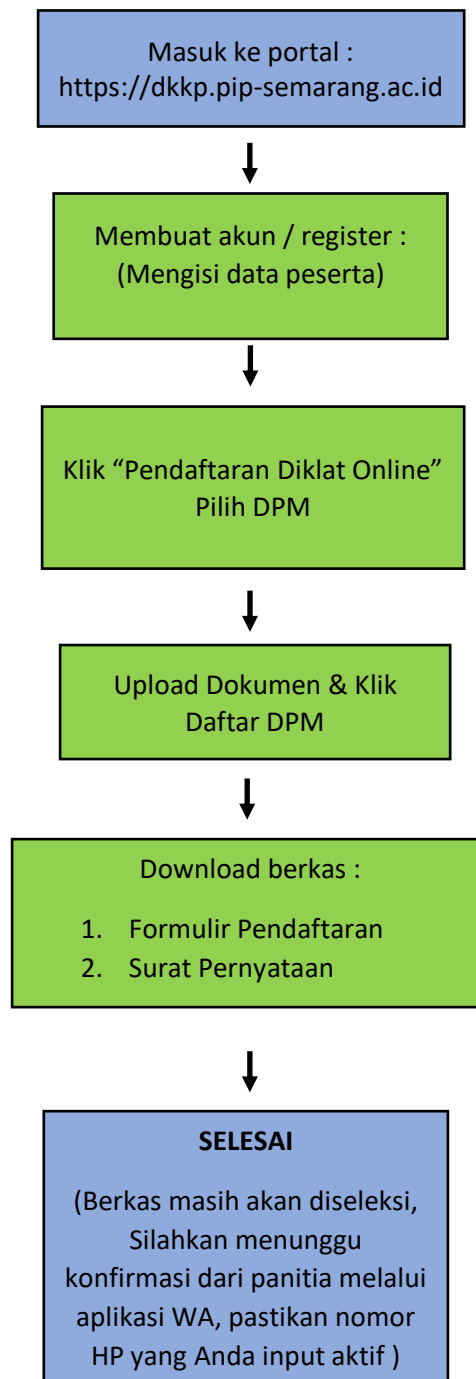 Masuk ke portal :
https://dkkp.pip-semarang.ac.id
Membuat akun / register :
(Mengisi data peserta)
Klik “Pendaftaran Diklat Online”
Pilih DPM
Upload Dokumen & Klik
Daftar DPM
Download berkas :
1. Formulir Pendaftaran
2. Surat Pernyataan
SELESAI
(Berkas masih akan diseleksi,
Silahkan menunggu
konfirmasi dari panitia melalui
aplikasi WA, pastikan nomor
HP yang Anda input aktif )